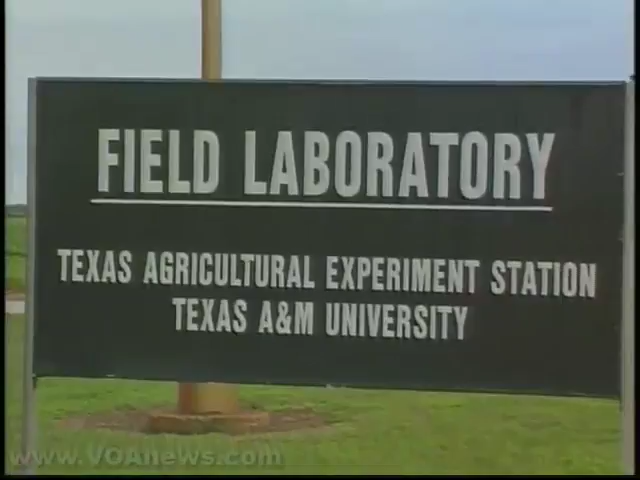 FIELD LABORATORY
TEXAS AGRICULTURAL EXPERIMENT STATION
TEXAS A&M UNIVERSITY
www.VOAnews.com